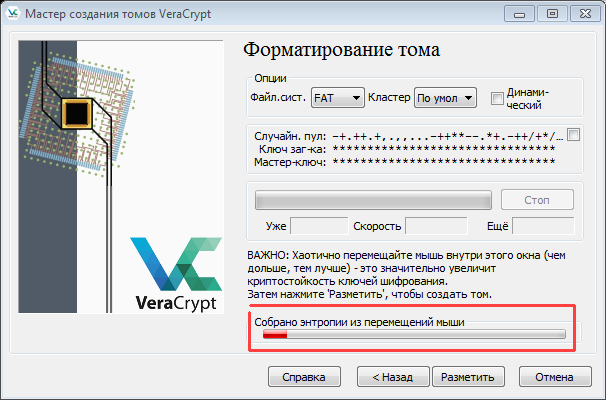 Мастер создания томов VeraCrypt
Форматирование тома
Опции
Файл.сист. FAT Кластер По умол Динами-
ческий
Случайн. пул: -+.++.+,.,,...-++**--.*+.-++/+*/...
Ключ заг-ка: ********************************
Мастер-ключ: ********************************
Стоп
Уже Скорость Ещё
ВАЖНО: Хаотично перемещайте мышь внутри этого окна (чем
дольше, тем лучше) - это значительно увеличит
криптостойкость ключей шифрования.
Затем нажмите 'Разметить', чтобы создать том.
VeraCrypt
Собрано энтропии из перемещений мыши
Справка < Назад Разметить Отмена